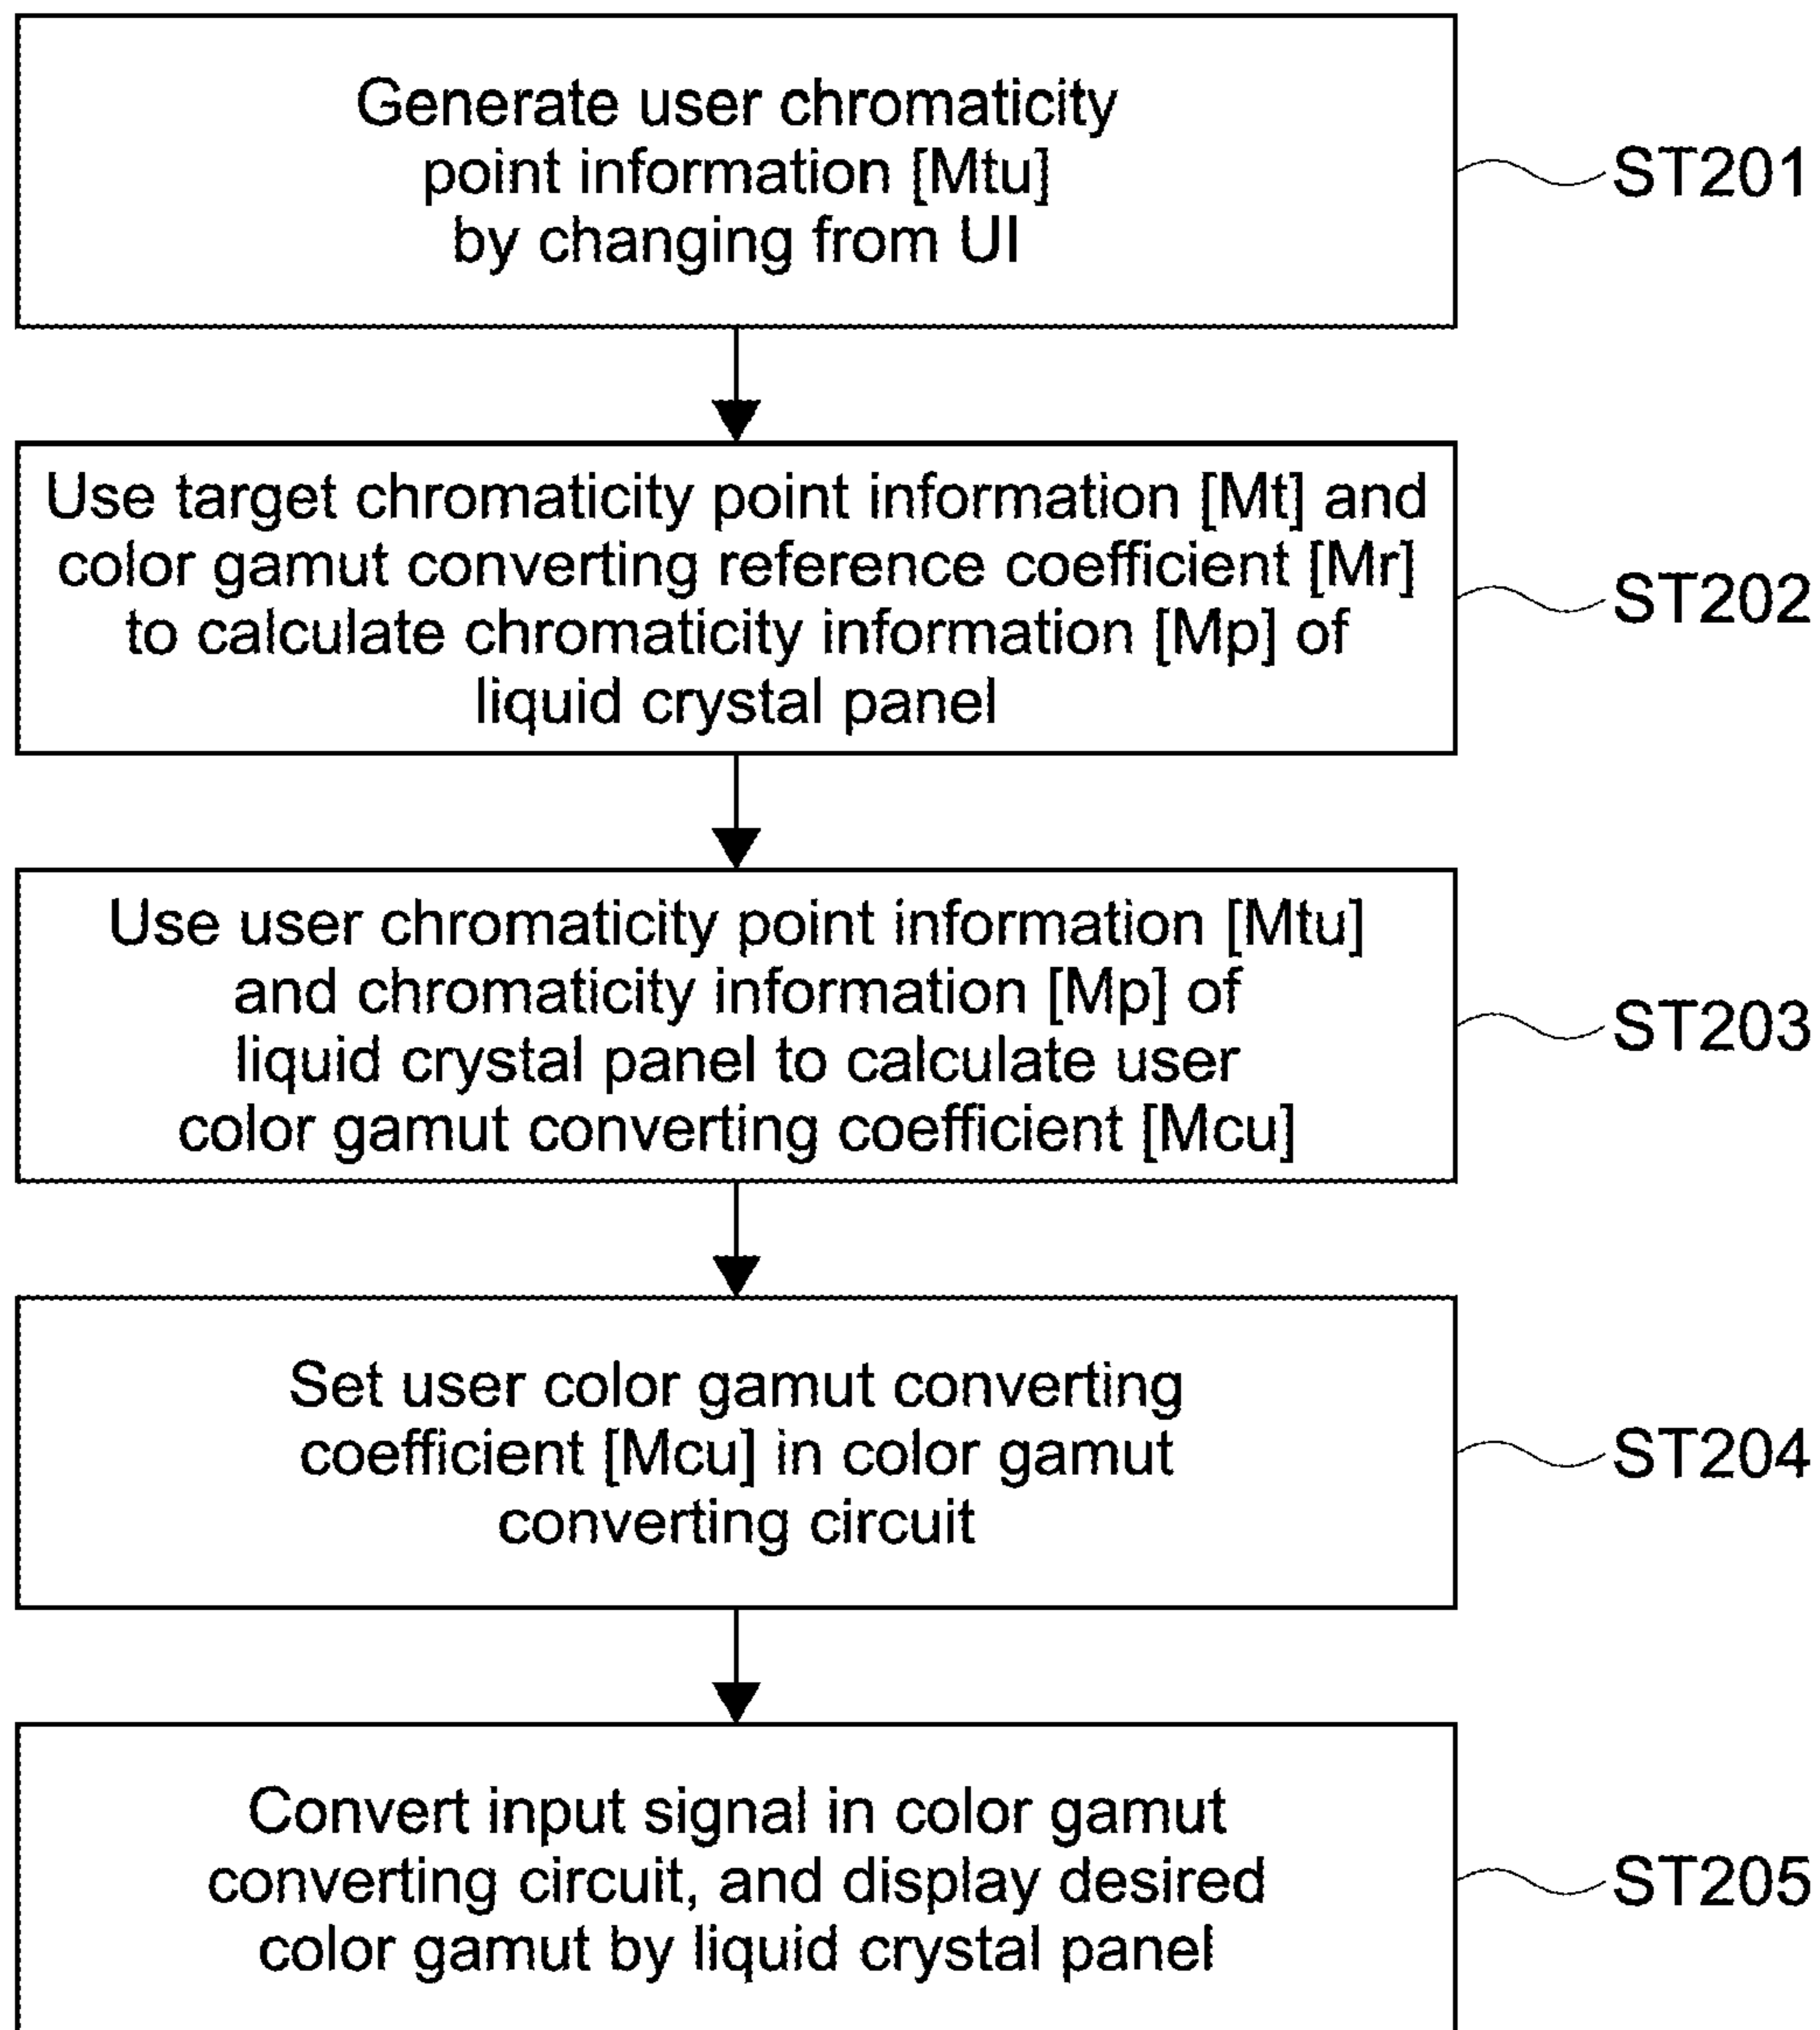 Generate user chromaticity
point information [Mtu]
by changing from UI
ST201
Use target chromaticity point information [Mt] and
color gamut converting reference coefficient [Mr]
to calculate chromaticity information [Mp] of
liquid crystal panel
ST202
Use user chromaticity point information [Mtu]
and chromaticity information [Mp] of
liquid crystal panel to calculate user
color gamut converting coefficient [Mcu]
ST203
Set user color gamut converting
coefficient [Mcu] in color gamut
converting circuit
ST204
Convert input signal in color gamut
converting circuit, and display desired
color gamut by liquid crystal panel
ST205